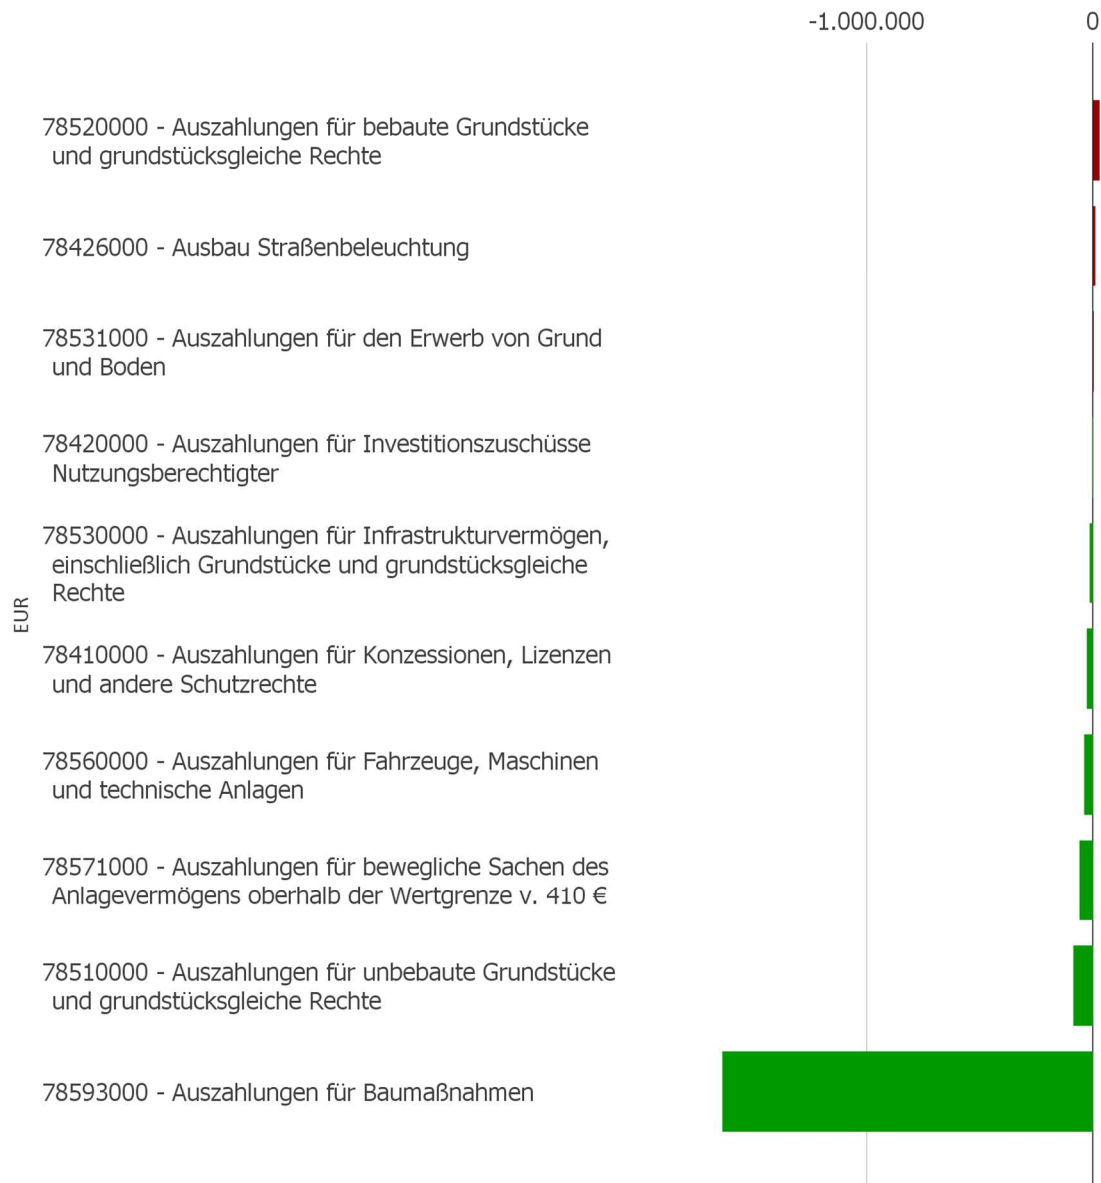 -1.000.000 0
78520000 - Auszahlungen für bebaute Grundstücke
und grundstücksgleiche Rechte
78426000 - Ausbau Straßenbeleuchtung
78531000 - Auszahlungen für den Erwerb von Grund
und Boden
78420000 - Auszahlungen für Investitionszuschüsse
Nutzungsberechtigter
78530000 - Auszahlungen für Infrastrukturvermögen,
einschließlich Grundstücke und grundstücksgleiche
Rechte
EUR
78410000 - Auszahlungen für Konzessionen, Lizenzen
und andere Schutzrechte
78560000 - Auszahlungen für Fahrzeuge, Maschinen
und technische Anlagen
78571000 - Auszahlungen für bewegliche Sachen des
Anlagevermögens oberhalb der Wertgrenze v. 410 €
78510000 - Auszahlungen für unbebaute Grundstücke
und grundstücksgleiche Rechte
78593000 - Auszahlungen für Baumaßnahmen